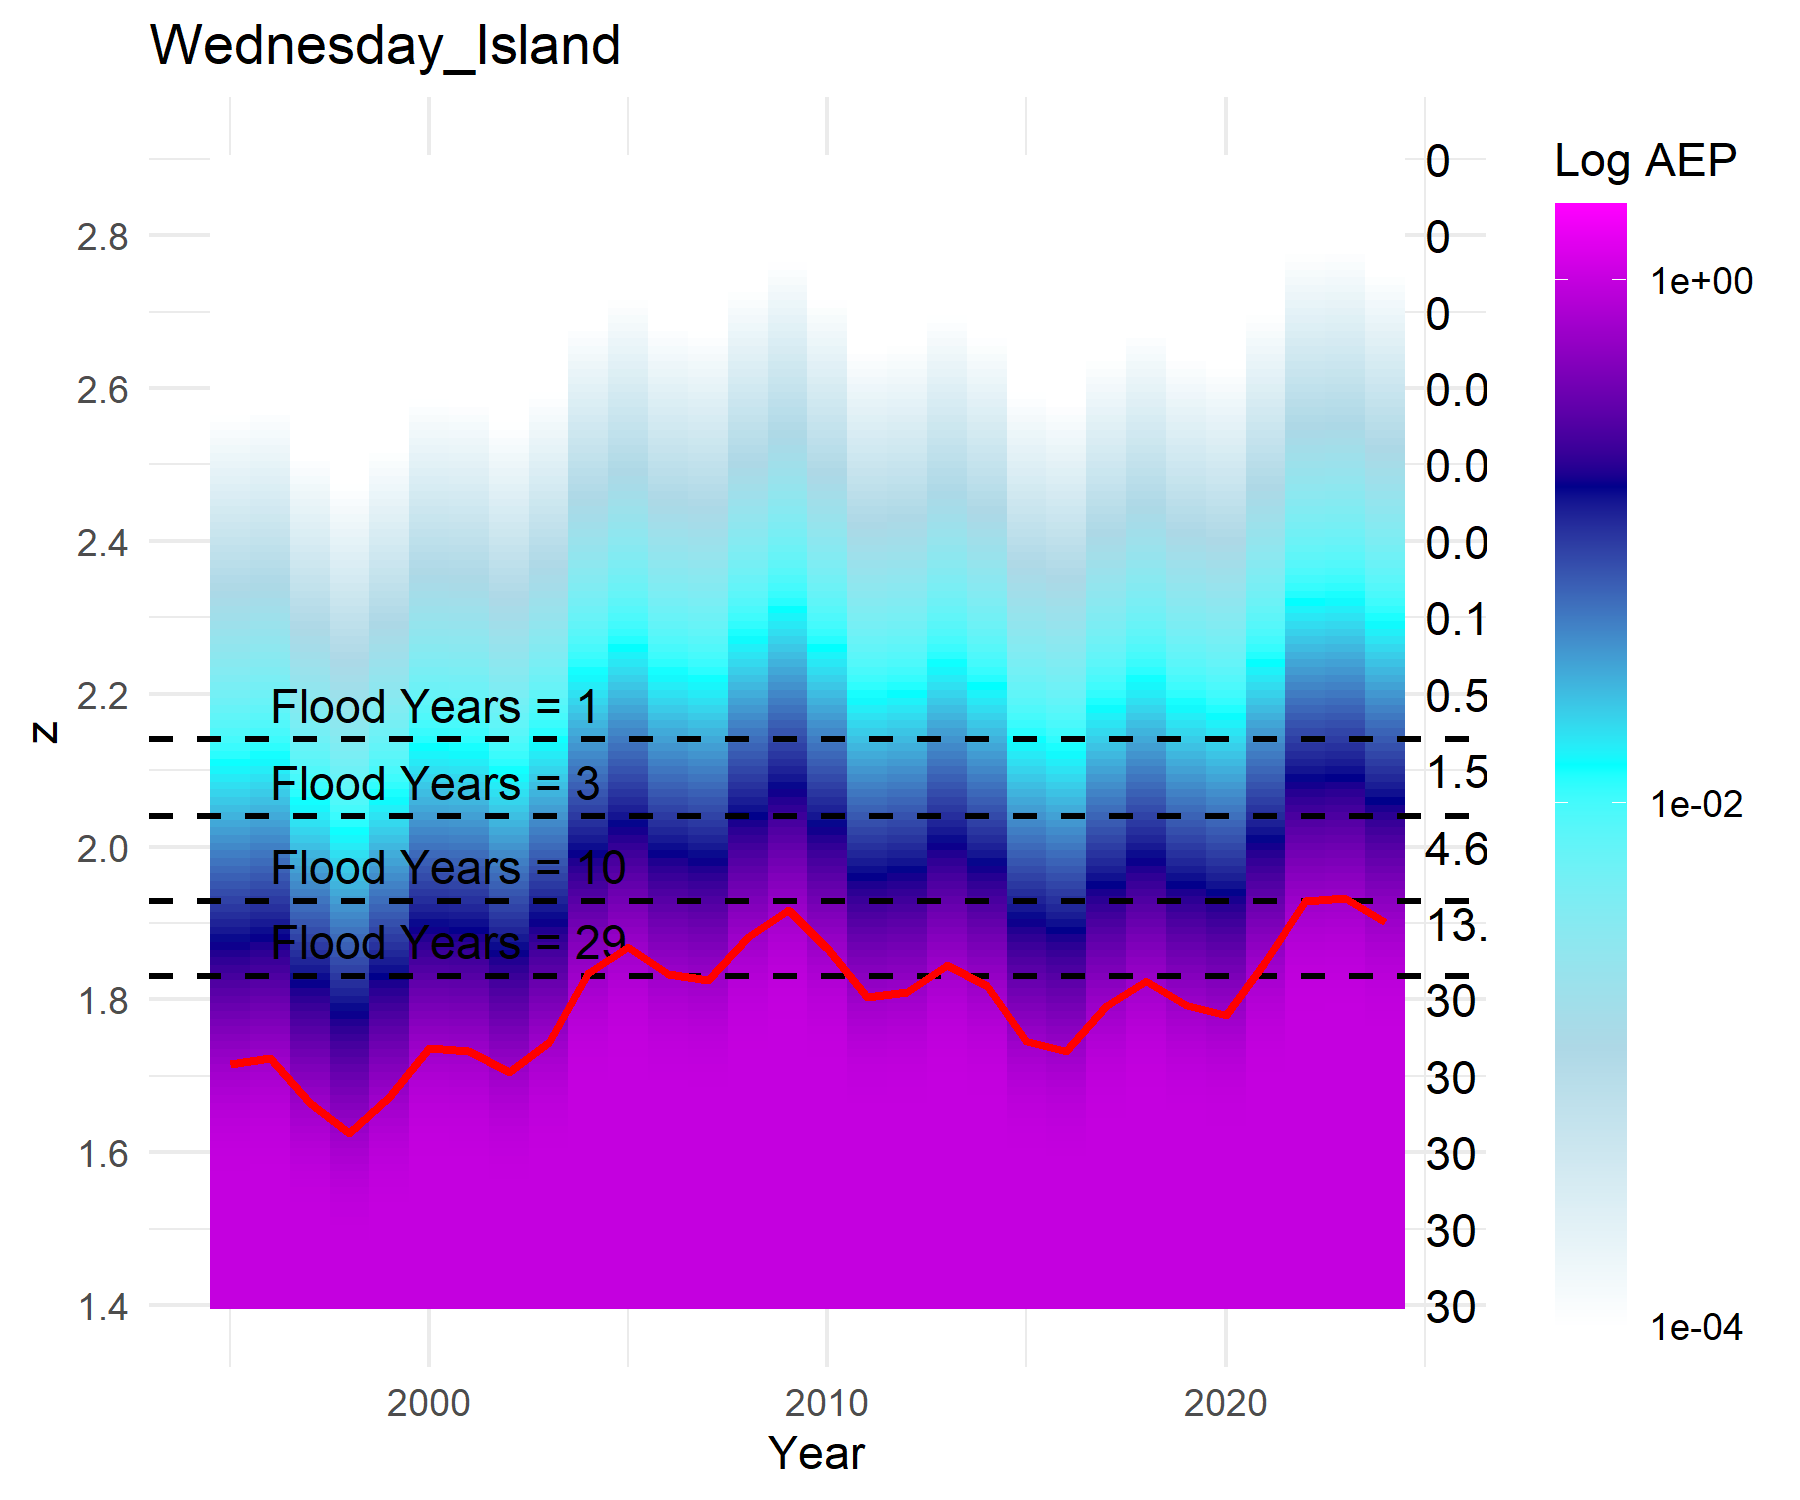 Wednesday_Island
Log AEP
1e+00
1e-02
1e-04
z
2.8
2.6
2.4
2.2
2.0
1.8
1.6
1.4
Flood Years = 1
Flood Years = 3
Flood Years = 10
Flood Years = 29
0
0
0
0.0
0.0
0.0
0.1
0.5
1.5
4.6
13.
30
30
30
30
30
2000
2010
2020
Year